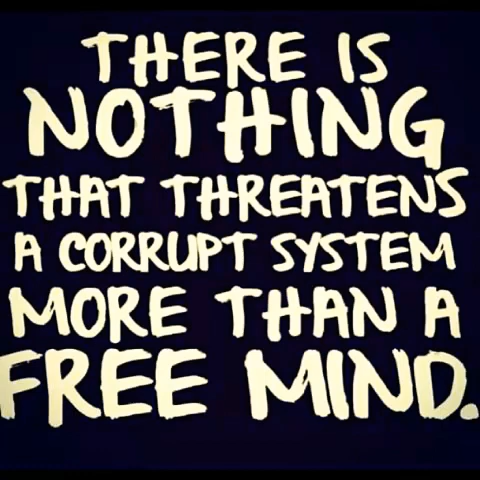 THERE IS
NOTHING
THAT THREATENS
A CORRUPT SYSTEM
MORE THAN A
FREE MIND.